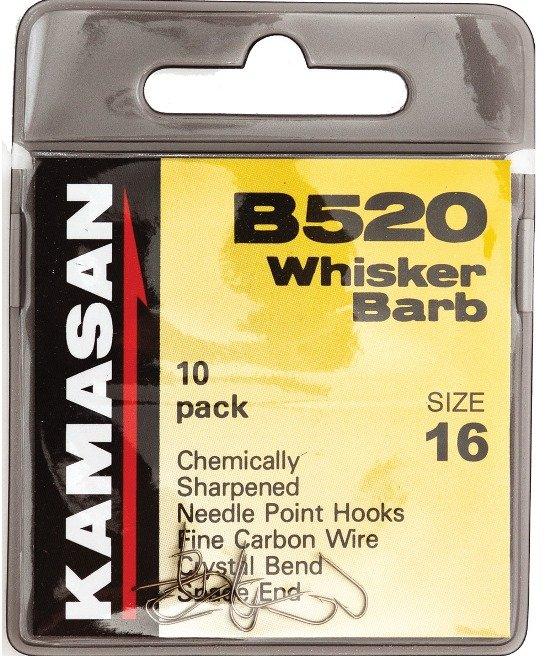 KAMASAN
B520
Whisker
Barb
10
pack
SIZE
16
Chemically
Sharpened
Needle Point Hooks
Fine Carbon Wire
Crystal Bend
Spade End